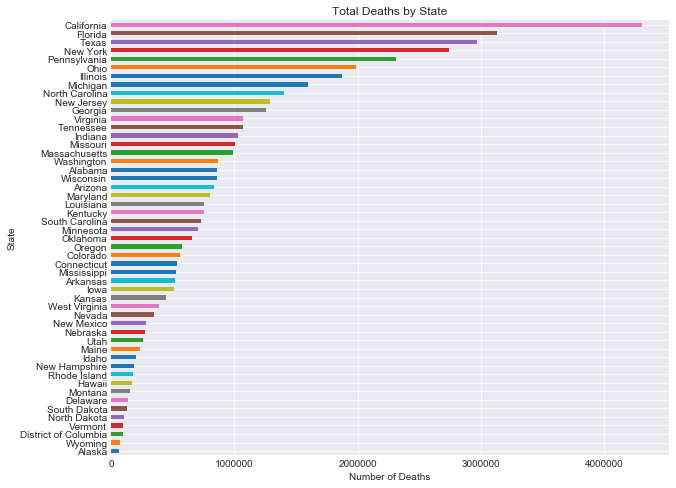 Total Deaths by State
State
California
Florida
Texas
New York
Pennsylvania
Ohio
Illinois
Michigan
North Carolina
New Jersey
Georgia
Virginia
Tennessee
Indiana
Missouri
Massachusetts
Washington
Alabama
Wisconsin
Arizona
Maryland
Louisiana
Kentucky
South Carolina
Minnesota
Oklahoma
Oregon
Colorado
Connecticut
Mississippi
Arkansas
Iowa
Kansas
West Virginia
Nevada
New Mexico
Nebraska
Utah
Maine
Idaho
New Hampshire
Rhode Island
Hawaii
Montana
Delaware
South Dakota
North Dakota
Vermont
District of Columbia
Wyoming
Alaska
0 1000000 2000000 3000000 4000000
Number of Deaths